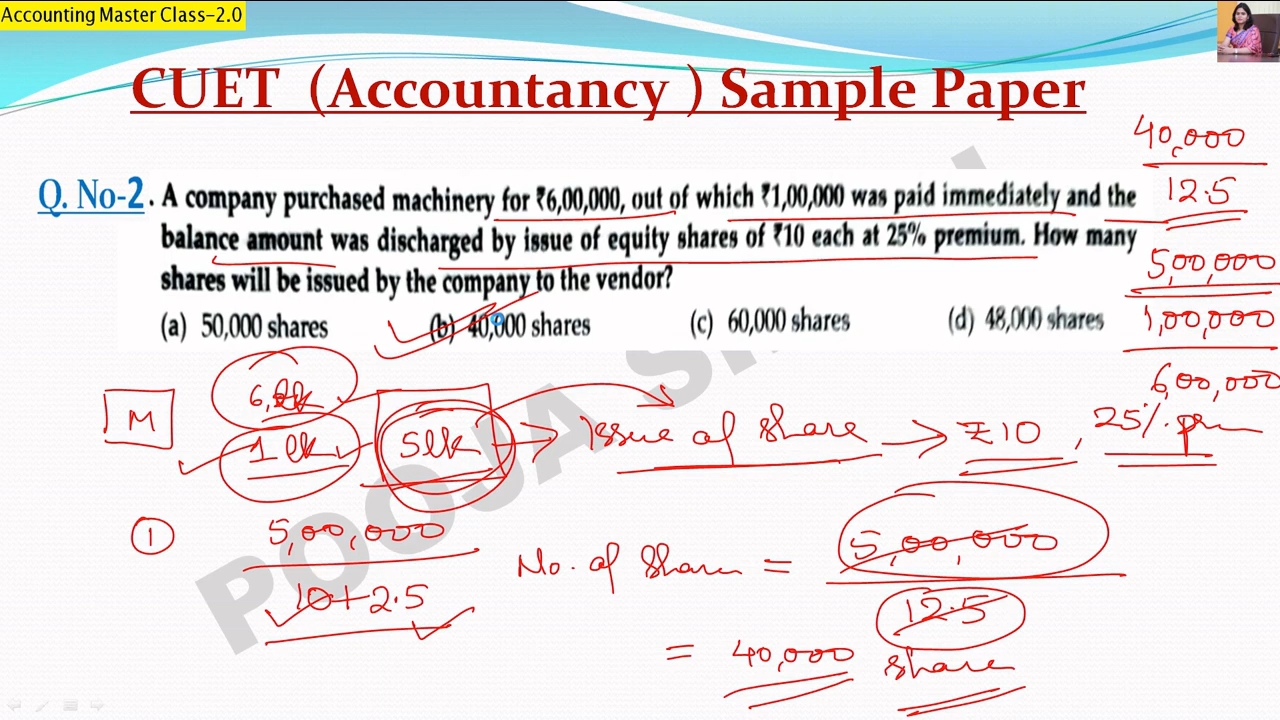 Accounting Master Class-2.0
CUET (Accountancy ) Sample Paper
Q. No-2. A company purchased machinery for ₹6,00,000, out of which ₹1,00,000 was paid immediately and the
balance amount was discharged by issue of equity shares of ₹10 each at 25% premium. How many
shares will be issued by the company to the vendor?
(a) 50,000 shares (b) 40,000 shares (c) 60,000 shares (d) 48,000 shares
40,000
12.5
5,00,000
1,00,000
6,00,000
M
1 lk 5 lk Issue of share ₹10 , 25%
1
5,00,000
10+2.5
No. of Share = 5,00,000
12.5
= 40,000 share
POOJA